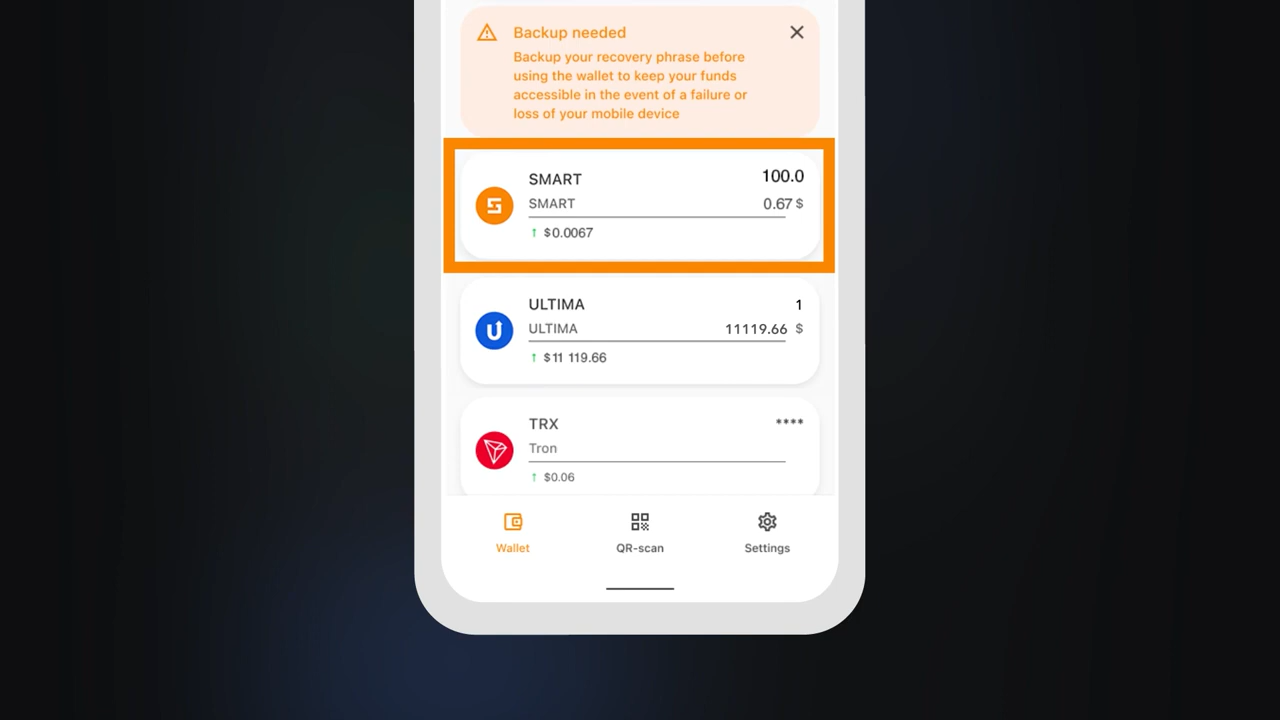 Backup needed
Backup your recovery phrase before
using the wallet to keep your funds
accessible in the event of a failure or
loss of your mobile device
SMART 100.0
SMART 0.67 $
↑ $0.0067
ULTIMA 1
ULTIMA 11119.66 $
↑ $11 119.66
TRX ****
Tron
↑ $0.06
Wallet QR-scan Settings